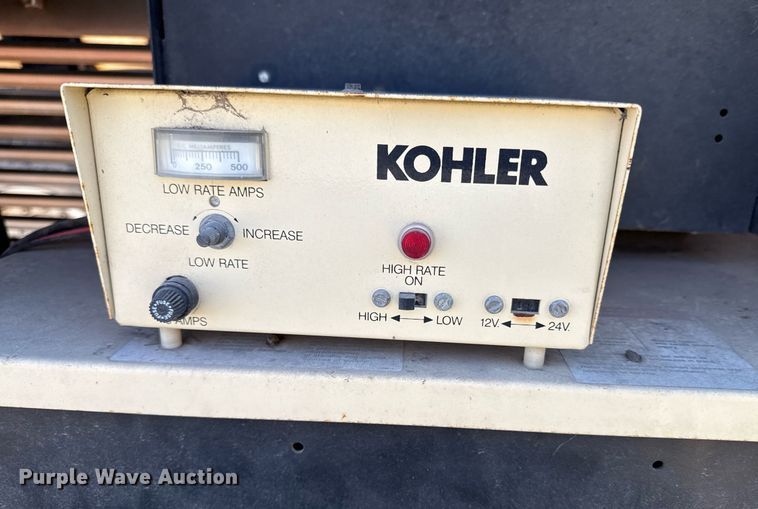 D.C. MILLIAMPERES
0 250 500
LOW RATE AMPS
KOHLER
DECREASE INCREASE
LOW RATE
HIGH RATE
ON
HIGH LOW
12V. 24V.
AMPS
Purple Wave Auction